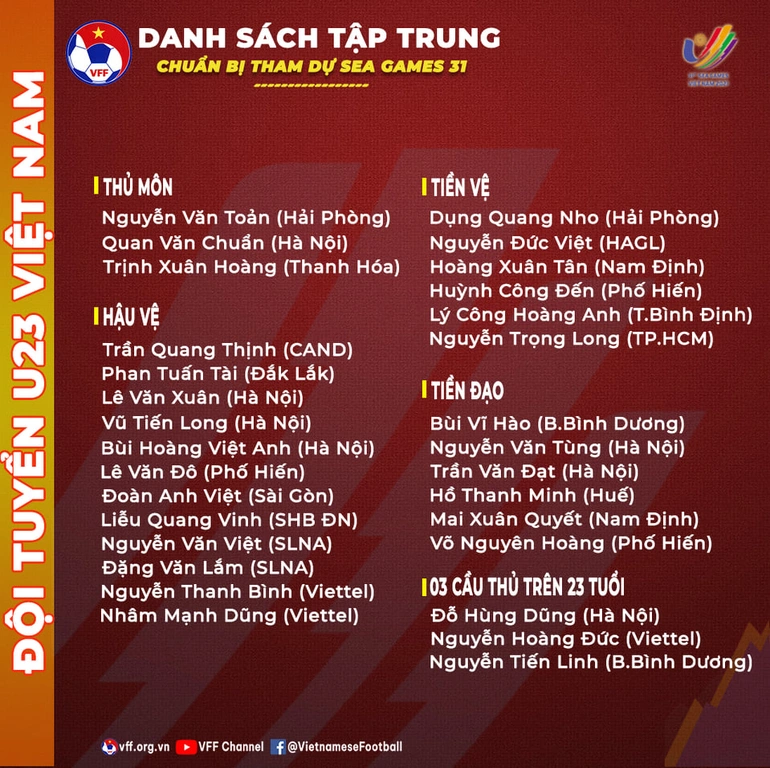 ĐỘI TUYỂN U23 VIỆT NAM
VFF
DANH SÁCH TẬP TRUNG
CHUẨN BỊ THAM DỰ SEA GAMES 31
THỦ MÔN
Nguyễn Văn Toản (Hải Phòng)
Quan Văn Chuẩn (Hà Nội)
Trịnh Xuân Hoàng (Thanh Hóa)
HẬU VỆ
Trần Quang Thịnh (CAND)
Phan Tuấn Tài (Đắk Lắk)
Lê Văn Xuân (Hà Nội)
Vũ Tiến Long (Hà Nội)
Bùi Hoàng Việt Anh (Hà Nội)
Lê Văn Đô (Phố Hiến)
Đoàn Anh Việt (Sài Gòn)
Liễu Quang Vinh (SHB ĐN)
Nguyễn Văn Việt (SLNA)
Đặng Văn Lắm (SLNA)
Nguyễn Thanh Bình (Viettel)
Nhâm Mạnh Dũng (Viettel)
TIỀN VỆ
Dụng Quang Nho (Hải Phòng)
Nguyễn Đức Việt (HAGL)
Hoàng Xuân Tân (Nam Định)
Huỳnh Công Đến (Phố Hiến)
Lý Công Hoàng Anh (T.Bình Định)
Nguyễn Trọng Long (TP.HCM)
TIỀN ĐẠO
Bùi Vĩ Hào (B.Bình Dương)
Nguyễn Văn Tùng (Hà Nội)
Trần Văn Đạt (Hà Nội)
Hồ Thanh Minh (Huế)
Mai Xuân Quyết (Nam Định)
Võ Nguyên Hoàng (Phố Hiến)
03 CẦU THỦ TRÊN 23 TUỔI
Đỗ Hùng Dũng (Hà Nội)
Nguyễn Hoàng Đức (Viettel)
Nguyễn Tiến Linh (B.Bình Dương)
vff.org.vn VFF Channel @VietnameseFootball